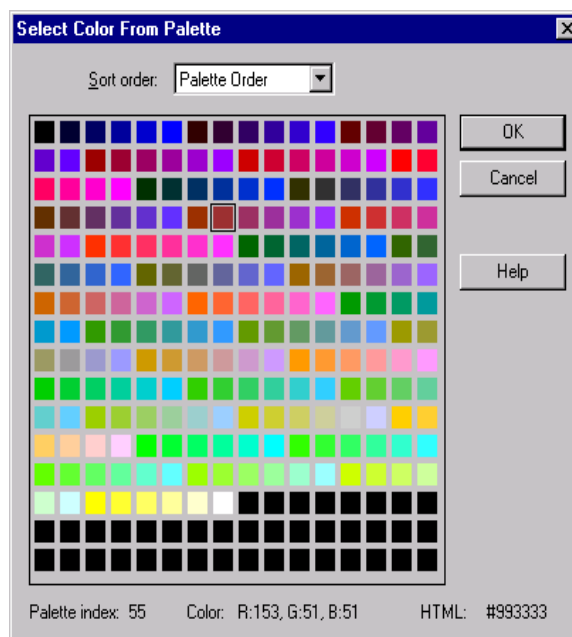 Select Color From Palette
Sort order: Palette Order
OK
Cancel
Help
Palette index: 55 Color: R:153, G:51, B:51 HTML: #993333